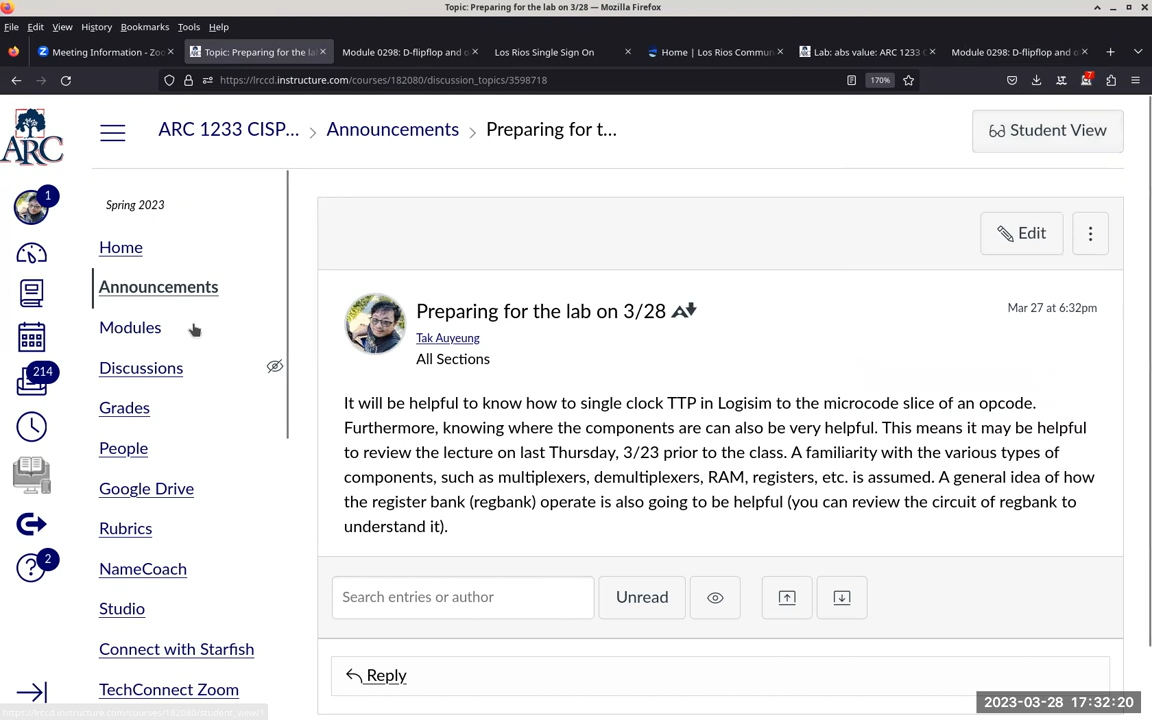 Topic: Preparing for the lab on 3/28 — Mozilla Firefox
File Edit View History Bookmarks Tools Help
Meeting Information - Zoo
Topic: Preparing for the la
Module 0298: D-flipflop and o
Los Rios Single Sign On
Home | Los Rios Commun
Lab: abs value: ARC 1233 C
Module 0298: D-flipflop and o
https://lrccd.instructure.com/courses/182080/discussion_topics/3598718
170%
7
ARC
ARC 1233 CISP... > Announcements > Preparing for t...
Student View
1
Spring 2023
Home
Announcements
Modules
Discussions
Grades
People
Google Drive
Rubrics
NameCoach
Studio
Connect with Starfish
TechConnect Zoom
214
2
Edit
Preparing for the lab on 3/28
Mar 27 at 6:32pm
Tak Auyeung
All Sections
It will be helpful to know how to single clock TTP in Logisim to the microcode slice of an opcode.
Furthermore, knowing where the components are can also be very helpful. This means it may be helpful
to review the lecture on last Thursday, 3/23 prior to the class. A familiarity with the various types of
components, such as multiplexers, demultiplexers, RAM, registers, etc. is assumed. A general idea of how
the register bank (regbank) operate is also going to be helpful (you can review the circuit of regbank to
understand it).
Search entries or author
Unread
Reply
https://lrccd.instructure.com/courses/182080/student_view/1
2023-03-28 17:32:20